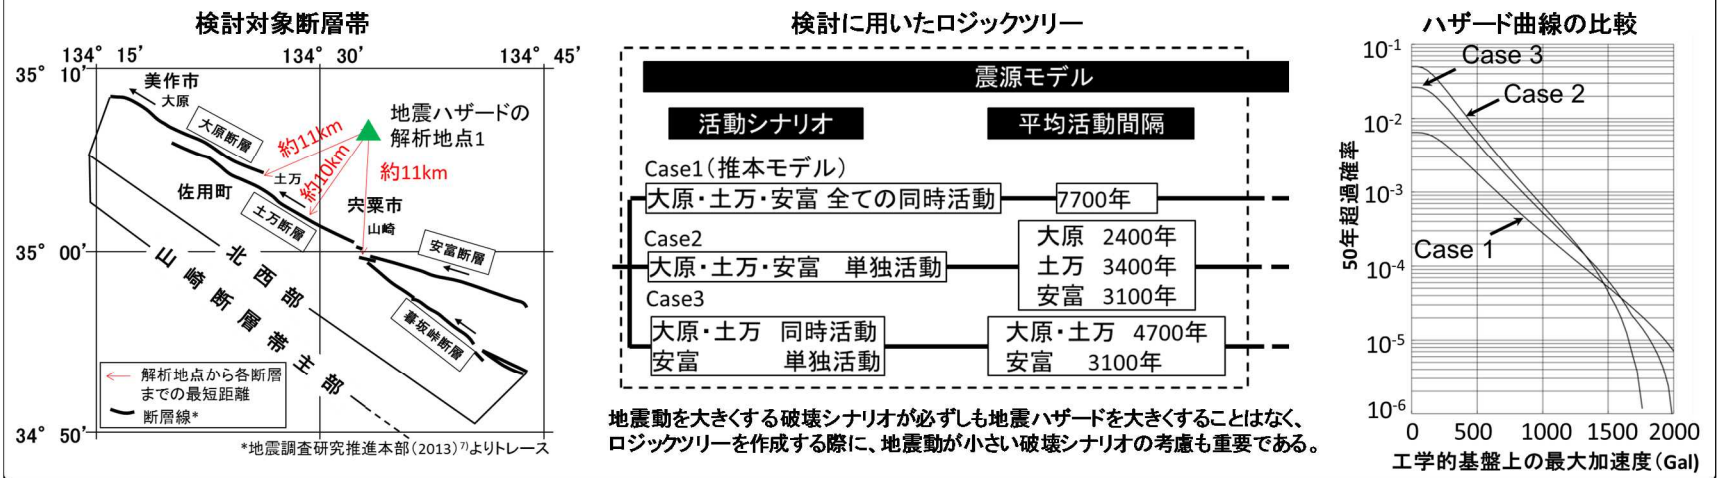 検討対象断層帯
134° 15’
134° 30’
134° 45’
35° 10’
35° 00’
34° 50’
美作市
大原
大原断層
約11km
地震ハザードの
解析地点1
約10km
約11km
土万
佐用町
宍粟市
山崎
土万断層
安富断層
暮坂峠断層
北西部
山崎断層帯主部
解析地点から各断層
までの最短距離
断層線*
*地震調査研究推進本部(2013)7)よりトレース
検討に用いたロジックツリー
震源モデル
活動シナリオ
平均活動間隔
Case1(推本モデル)
大原・土万・安富 全ての同時活動
7700年
Case2
大原・土万・安富 単独活動
大原 2400年
土万 3400年
安富 3100年
Case3
大原・土万 同時活動
安富 単独活動
大原・土万 4700年
安富 3100年
地震動を大きくする破壊シナリオが必ずしも地震ハザードを大きくすることはなく、
ロジックツリーを作成する際に、地震動が小さい破壊シナリオの考慮も重要である。
ハザード曲線の比較
50年超過確率
10-1
10-2
10-3
10-4
10-5
10-6
Case 3
Case 2
Case 1
0 500 1000 1500 2000
工学的基盤上の最大加速度(Gal)